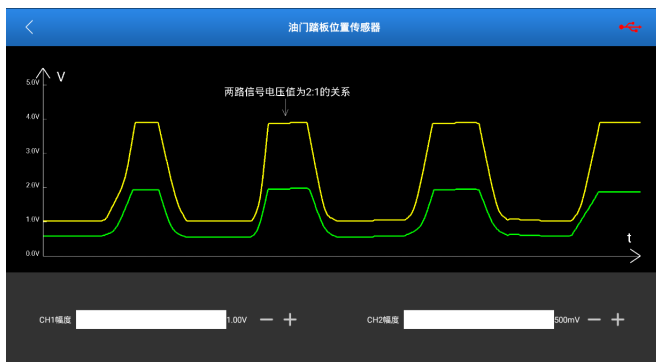 油门踏板位置传感器
5.0V
V
两路信号电压值为2:1的关系
4.0V
3.0V
2.0V
1.0V
t
0.0V
CH1幅度 1.00V
CH2幅度 500mV